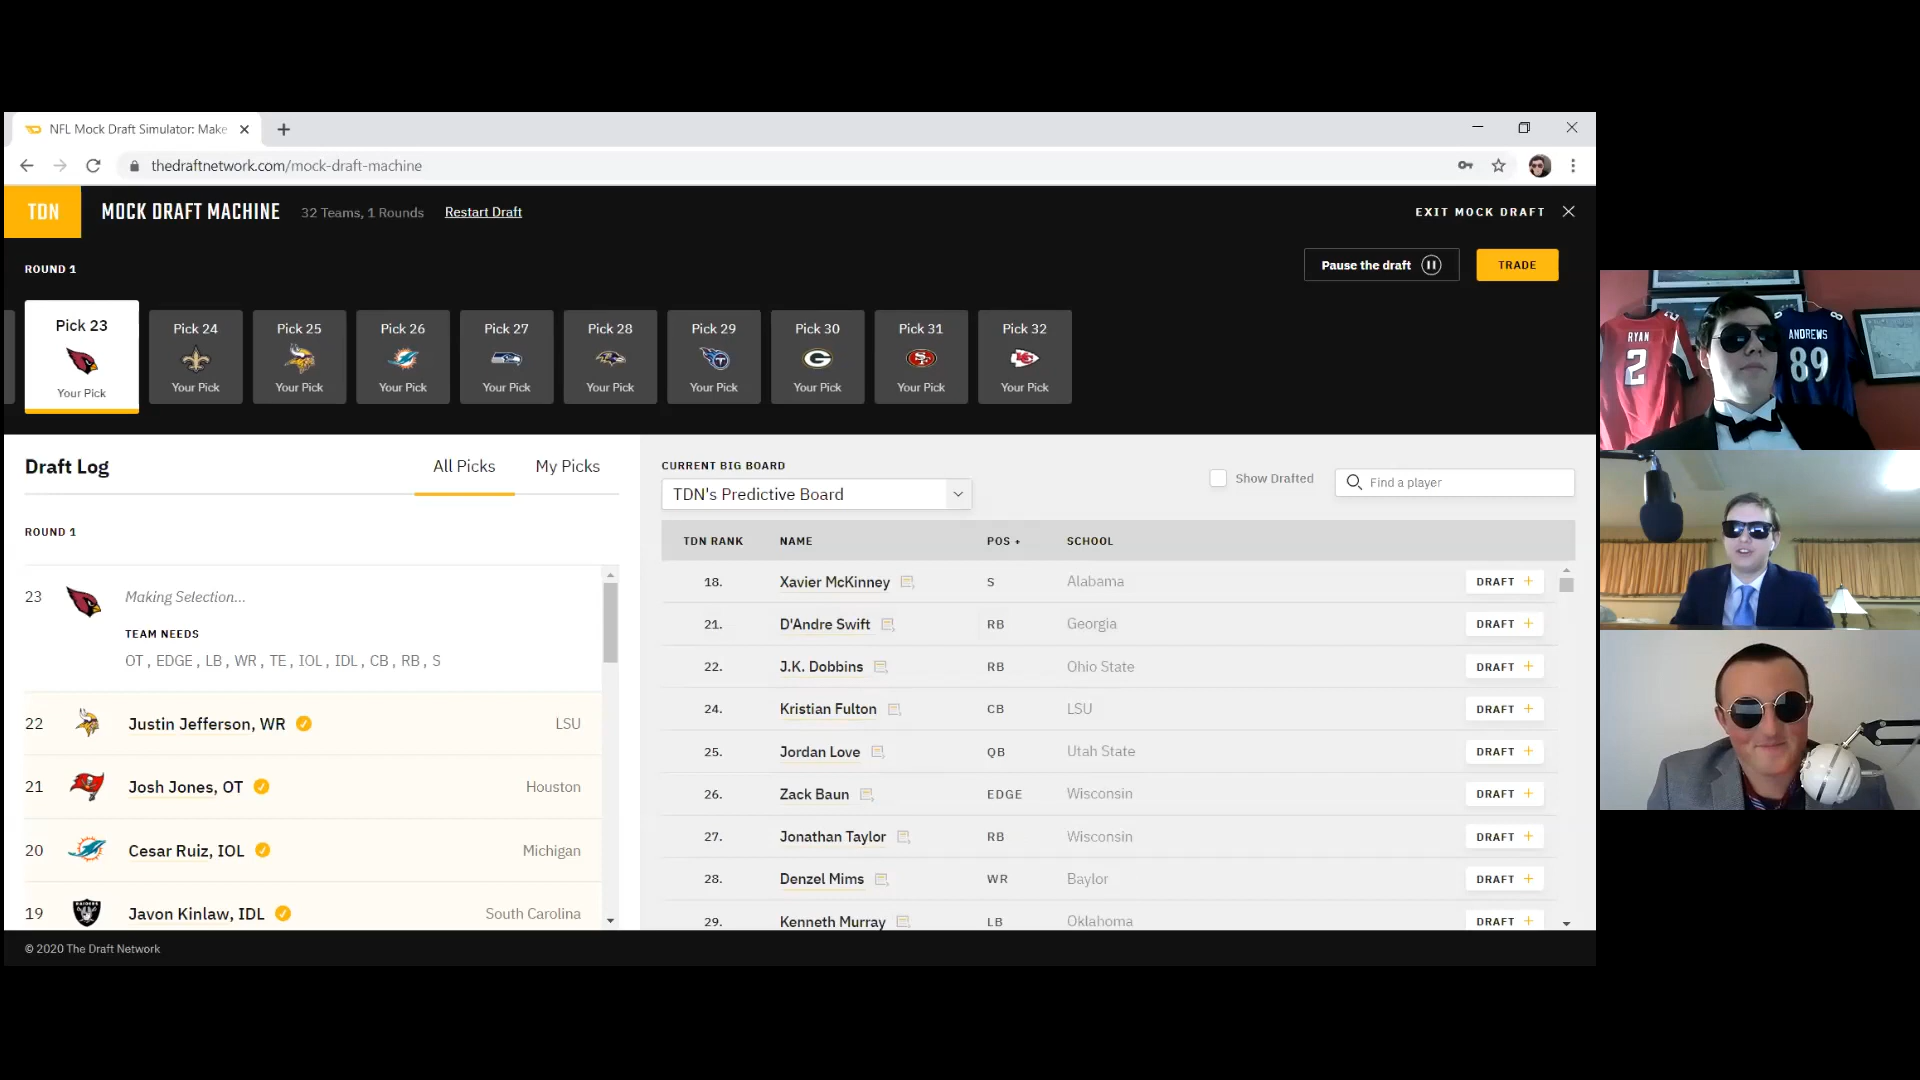 NFL Mock Draft Simulator: Make
thedraftnetwork.com/mock-draft-machine
TDN
MOCK DRAFT MACHINE
32 Teams, 1 Rounds
Restart Draft
EXIT MOCK DRAFT
ROUND 1
Pause the draft
TRADE
Pick 23
Your Pick
Pick 24
Your Pick
Pick 25
Your Pick
Pick 26
Your Pick
Pick 27
Your Pick
Pick 28
Your Pick
Pick 29
Your Pick
Pick 30
Your Pick
Pick 31
Your Pick
Pick 32
Your Pick
Draft Log
All Picks
My Picks
ROUND 1
23 Making Selection...
TEAM NEEDS
OT , EDGE , LB , WR , TE , IOL , IDL , CB , RB , S
22 Justin Jefferson, WR LSU
21 Josh Jones, OT Houston
20 Cesar Ruiz, IOL Michigan
19 Javon Kinlaw, IDL South Carolina
CURRENT BIG BOARD
TDN's Predictive Board
Show Drafted
Find a player
TDN RANK NAME POS + SCHOOL
18. Xavier McKinney S Alabama DRAFT +
21. D'Andre Swift RB Georgia DRAFT +
22. J.K. Dobbins RB Ohio State DRAFT +
24. Kristian Fulton CB LSU DRAFT +
25. Jordan Love QB Utah State DRAFT +
26. Zack Baun EDGE Wisconsin DRAFT +
27. Jonathan Taylor RB Wisconsin DRAFT +
28. Denzel Mims WR Baylor DRAFT +
29. Kenneth Murray LB Oklahoma DRAFT +
© 2020 The Draft Network
RYAN
2
ANDREWS
89